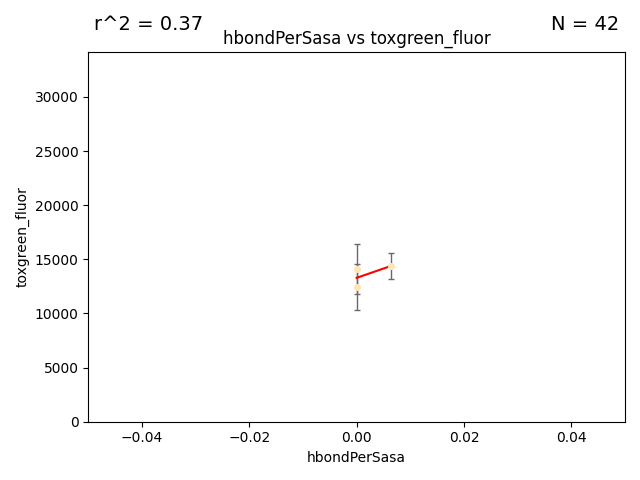 r^2 = 0.37
N = 42
hbondPerSasa vs toxgreen_fluor
30000
25000
20000
15000
10000
5000
0
toxgreen_fluor
−0.04
−0.02
0.00
0.02
0.04
hbondPerSasa